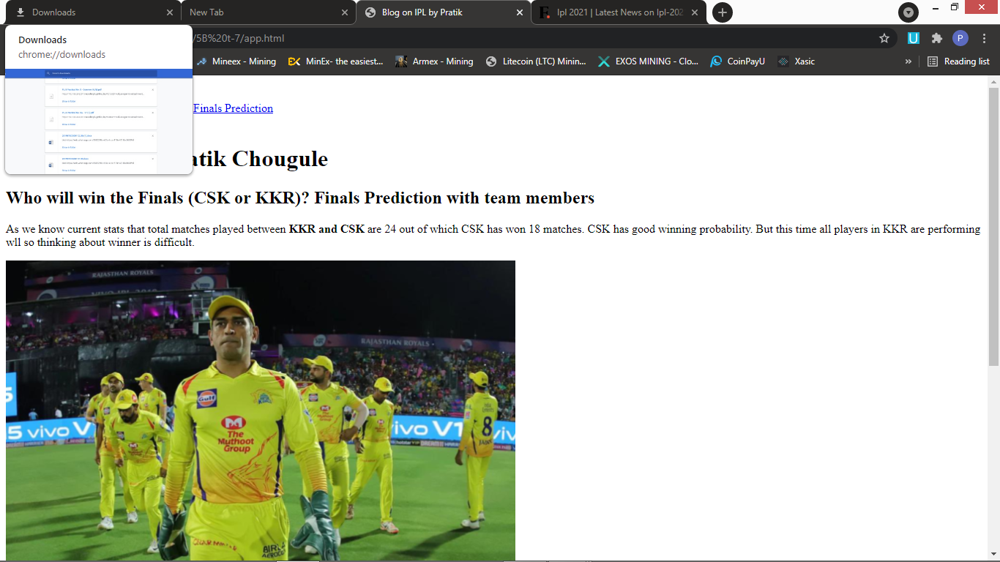 Downloads
New Tab
Blog on IPL by Pratik
Ipl 2021 | Latest News on Ipl-202
Downloads
chrome://downloads
/5B%20t-7/app.html
P
Mineex - Mining
MinEx- the easiest...
Armex - Mining
Litecoin (LTC) Minin...
EXOS MINING - Clo...
CoinPayU
Xasic
»
Reading list
Finals Prediction
atik Chougule
Who will win the Finals (CSK or KKR)? Finals Prediction with team members
As we know current stats that total matches played between KKR and CSK are 24 out of which CSK has won 18 matches. CSK has good winning probability. But this time all players in KKR are performing
wll so thinking about winner is difficult.
RAJASTHAN ROYALS
VIVO IPL 2019
RAJASTHAN ROYALS
Gulf
The
Muthoot
Group
5 vivo
vivo V1
8